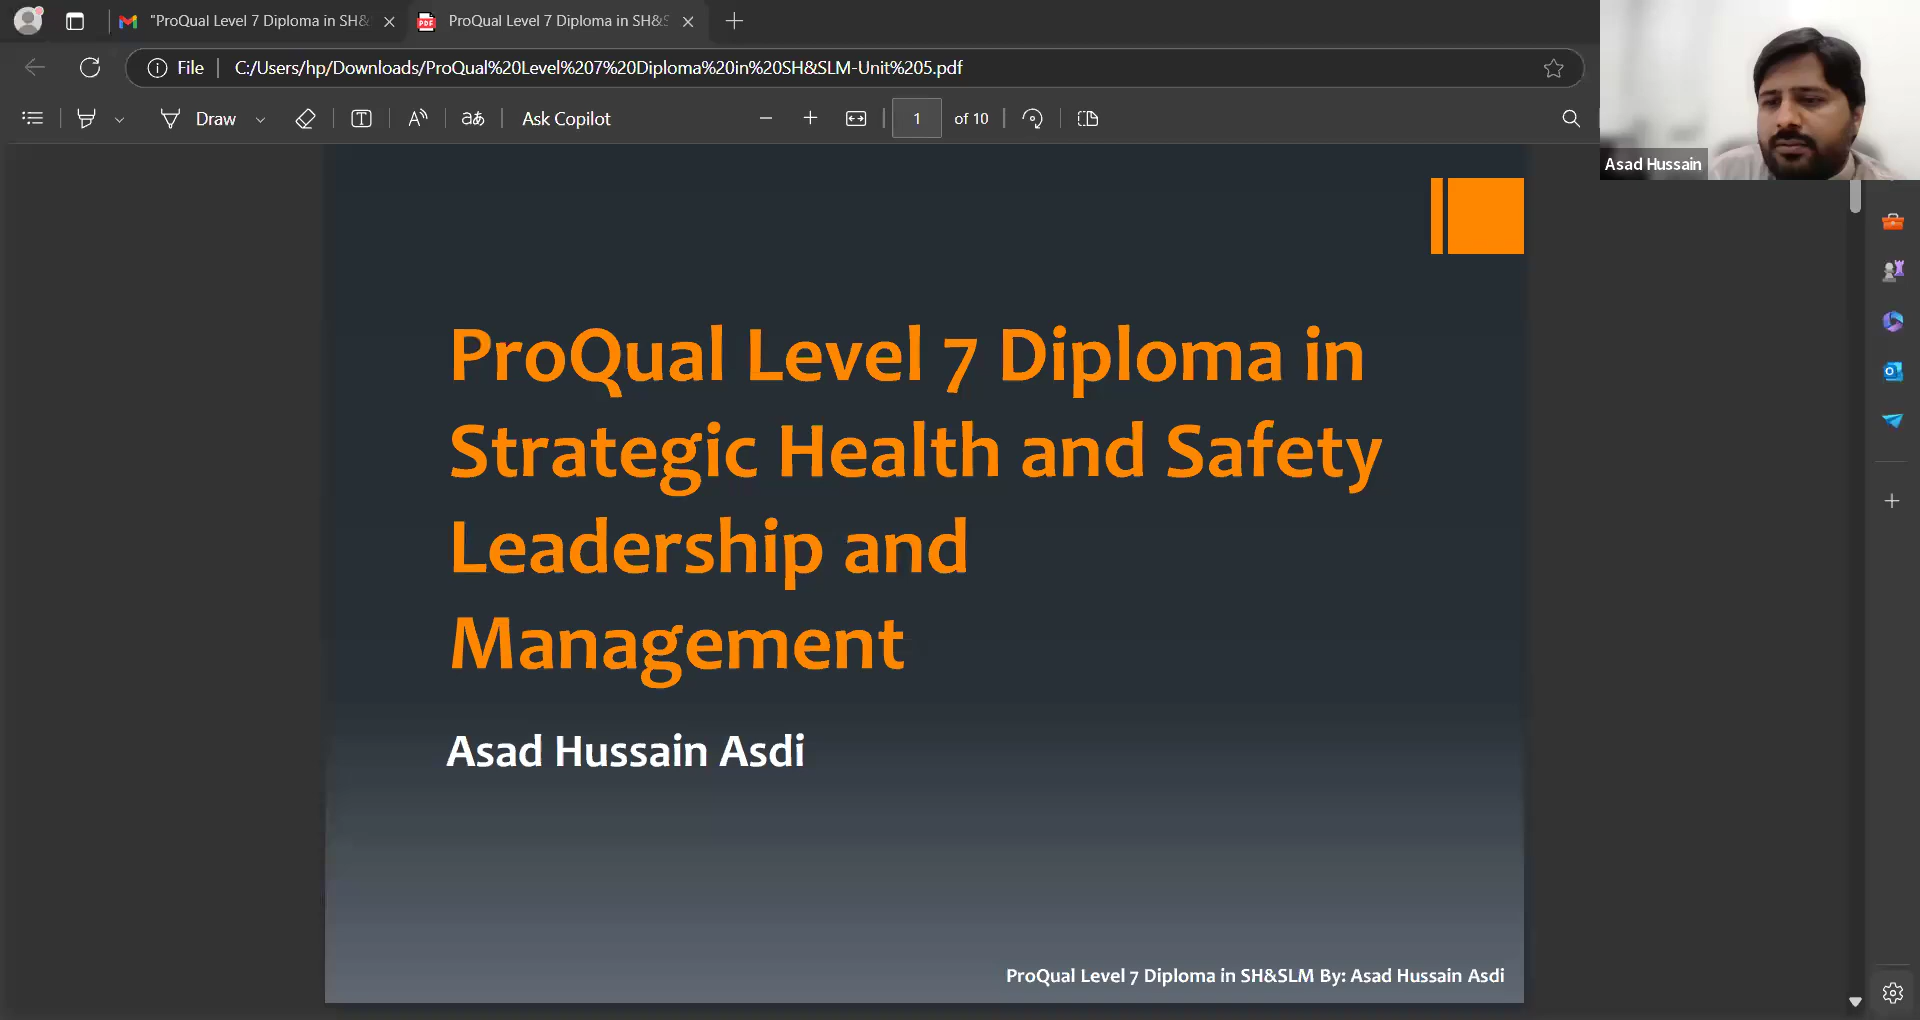 "ProQual Level 7 Diploma in SH&
ProQual Level 7 Diploma in SH&S
File
C:/Users/hp/Downloads/ProQual%20Level%207%20Diploma%20in%20SH&SLM-Unit%205.pdf
Draw
Ask Copilot
1 of 10
Asad Hussain
ProQual Level 7 Diploma in
Strategic Health and Safety
Leadership and
Management
Asad Hussain Asdi
ProQual Level 7 Diploma in SH&SLM By: Asad Hussain Asdi